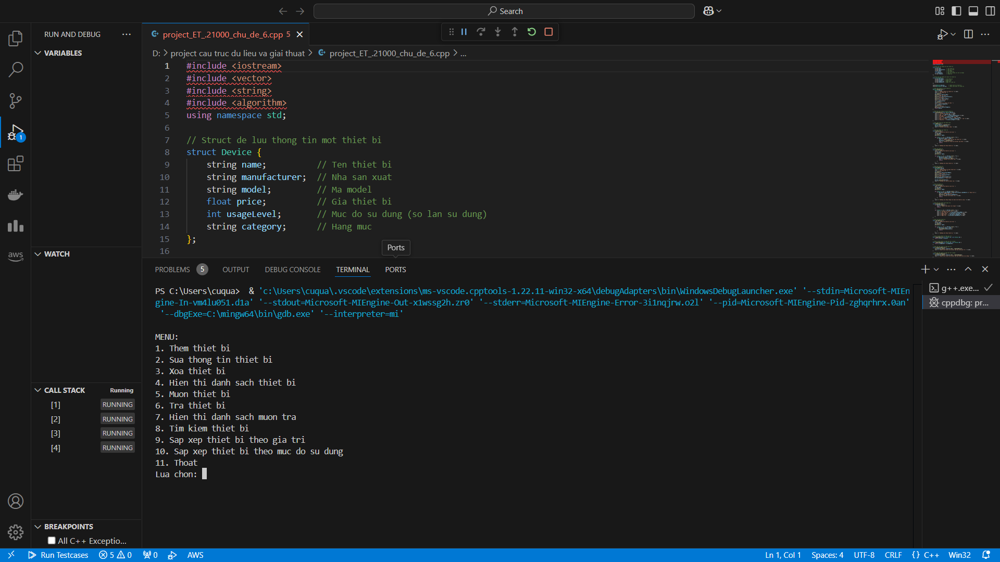 Search
RUN AND DEBUG
VARIABLES
WATCH
CALL STACK Running
[1] RUNNING
[2] RUNNING
[3] RUNNING
[4] RUNNING
BREAKPOINTS
All C++ Exceptio...
project_ET_.21000_chu_de_6.cpp 5
D: > project cau truc du lieu va giai thuat > project_ET_.21000_chu_de_6.cpp > ...
1 #include <iostream>
2 #include <vector>
3 #include <string>
4 #include <algorithm>
5 using namespace std;
6
7 // Struct de luu thong tin mot thiet bi
8 struct Device {
9 string name; // Ten thiet bi
10 string manufacturer; // Nha san xuat
11 string model; // Ma model
12 float price; // Gia thiet bi
13 int usageLevel; // Muc do su dung (so lan su dung)
14 string category; // Hang muc
15 };
16
Ports
PROBLEMS 5 OUTPUT DEBUG CONSOLE TERMINAL PORTS
PS C:\Users\cuqua> & 'c:\Users\cuqua\.vscode\extensions\ms-vscode.cpptools-1.22.11-win32-x64\debugAdapters\bin\WindowsDebugLauncher.exe' '--stdin=Microsoft-MIEn
gine-In-vm4lu051.d1a' '--stdout=Microsoft-MIEngine-Out-x1wssg2h.zr0' '--stderr=Microsoft-MIEngine-Error-3i1nqjrw.o2l' '--pid=Microsoft-MIEngine-Pid-zghqrhrx.0an'
'--dbgExe=C:\mingw64\bin\gdb.exe' '--interpreter=mi'
MENU:
1. Them thiet bi
2. Sua thong tin thiet bi
3. Xoa thiet bi
4. Hien thi danh sach thiet bi
5. Muon thiet bi
6. Tra thiet bi
7. Hien thi danh sach muon tra
8. Tim kiem thiet bi
9. Sap xep thiet bi theo gia tri
10. Sap xep thiet bi theo muc do su dung
11. Thoat
Lua chon:
g++.exe...
cppdbg: pr...
1
aws
Run Testcases 5 0 0 AWS Ln 1, Col 1 Spaces: 4 UTF-8 CRLF {} C++ Win32